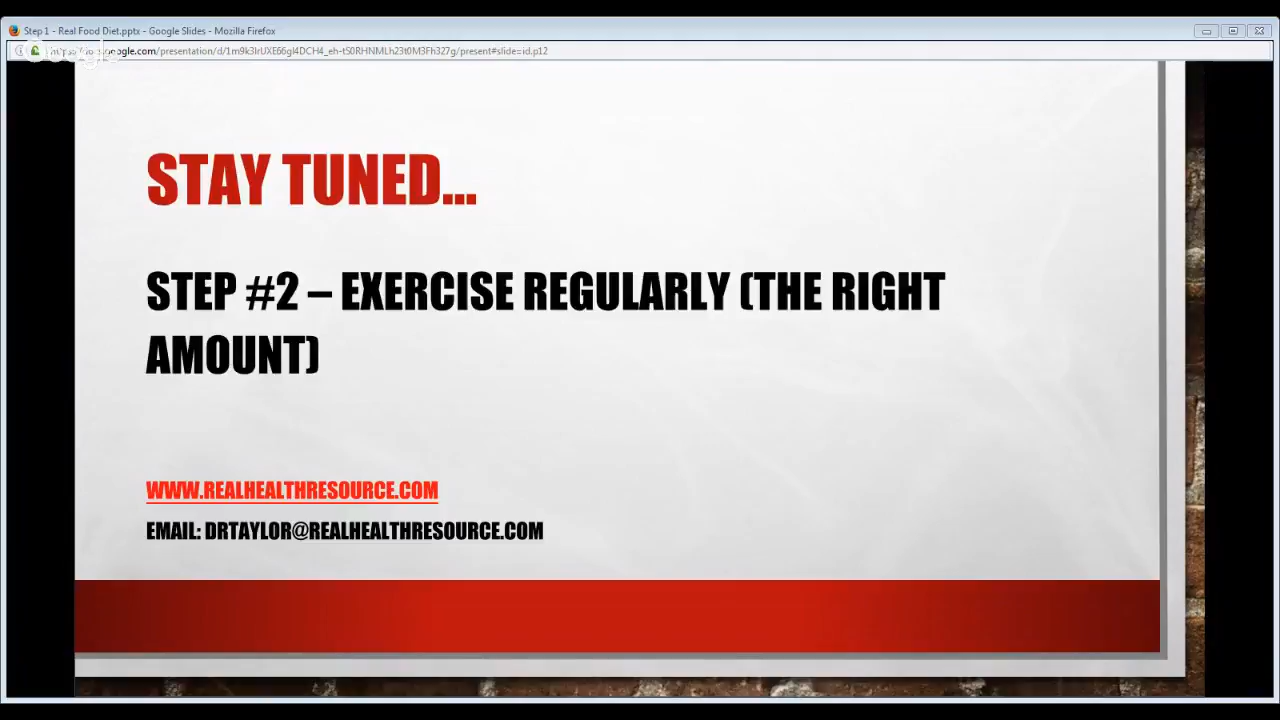 Step 1 - Real Food Diet.pptx - Google Slides - Mozilla Firefox
Google
STAY TUNED...
STEP #2 – EXERCISE REGULARLY (THE RIGHT
AMOUNT)
WWW.REALHEALTHRESOURCE.COM
EMAIL: DRTAYLOR@REALHEALTHRESOURCE.COM